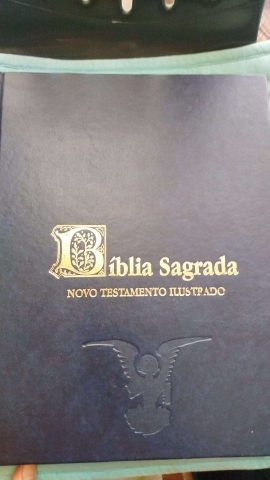 Bíblia Sagrada
NOVO TESTAMENTO ILUSTRADO